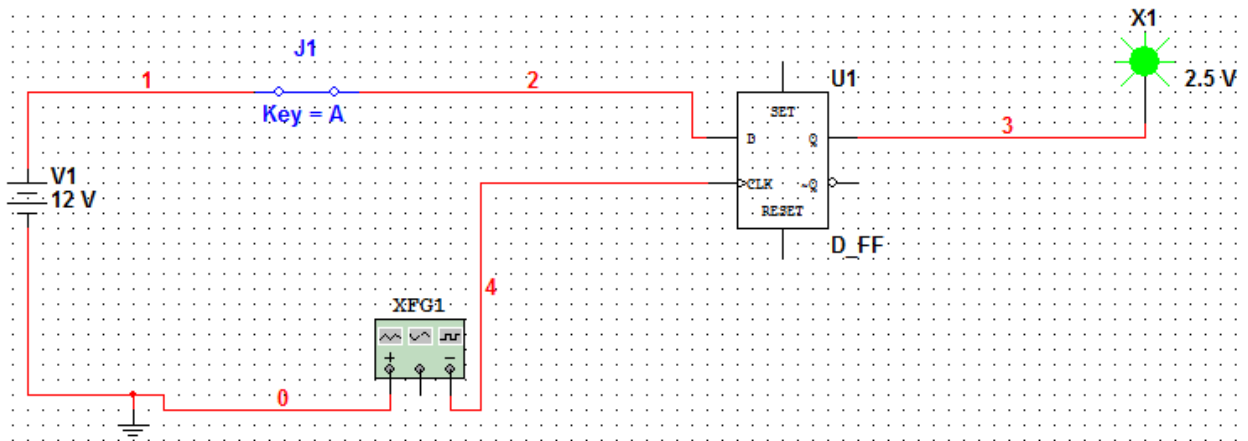 X1
2.5 V
J1
1
2
Key = A
U1
SET
D
Q
3
CLK
~Q
RESET
D_FF
V1
12 V
4
XFG1
+
−
0